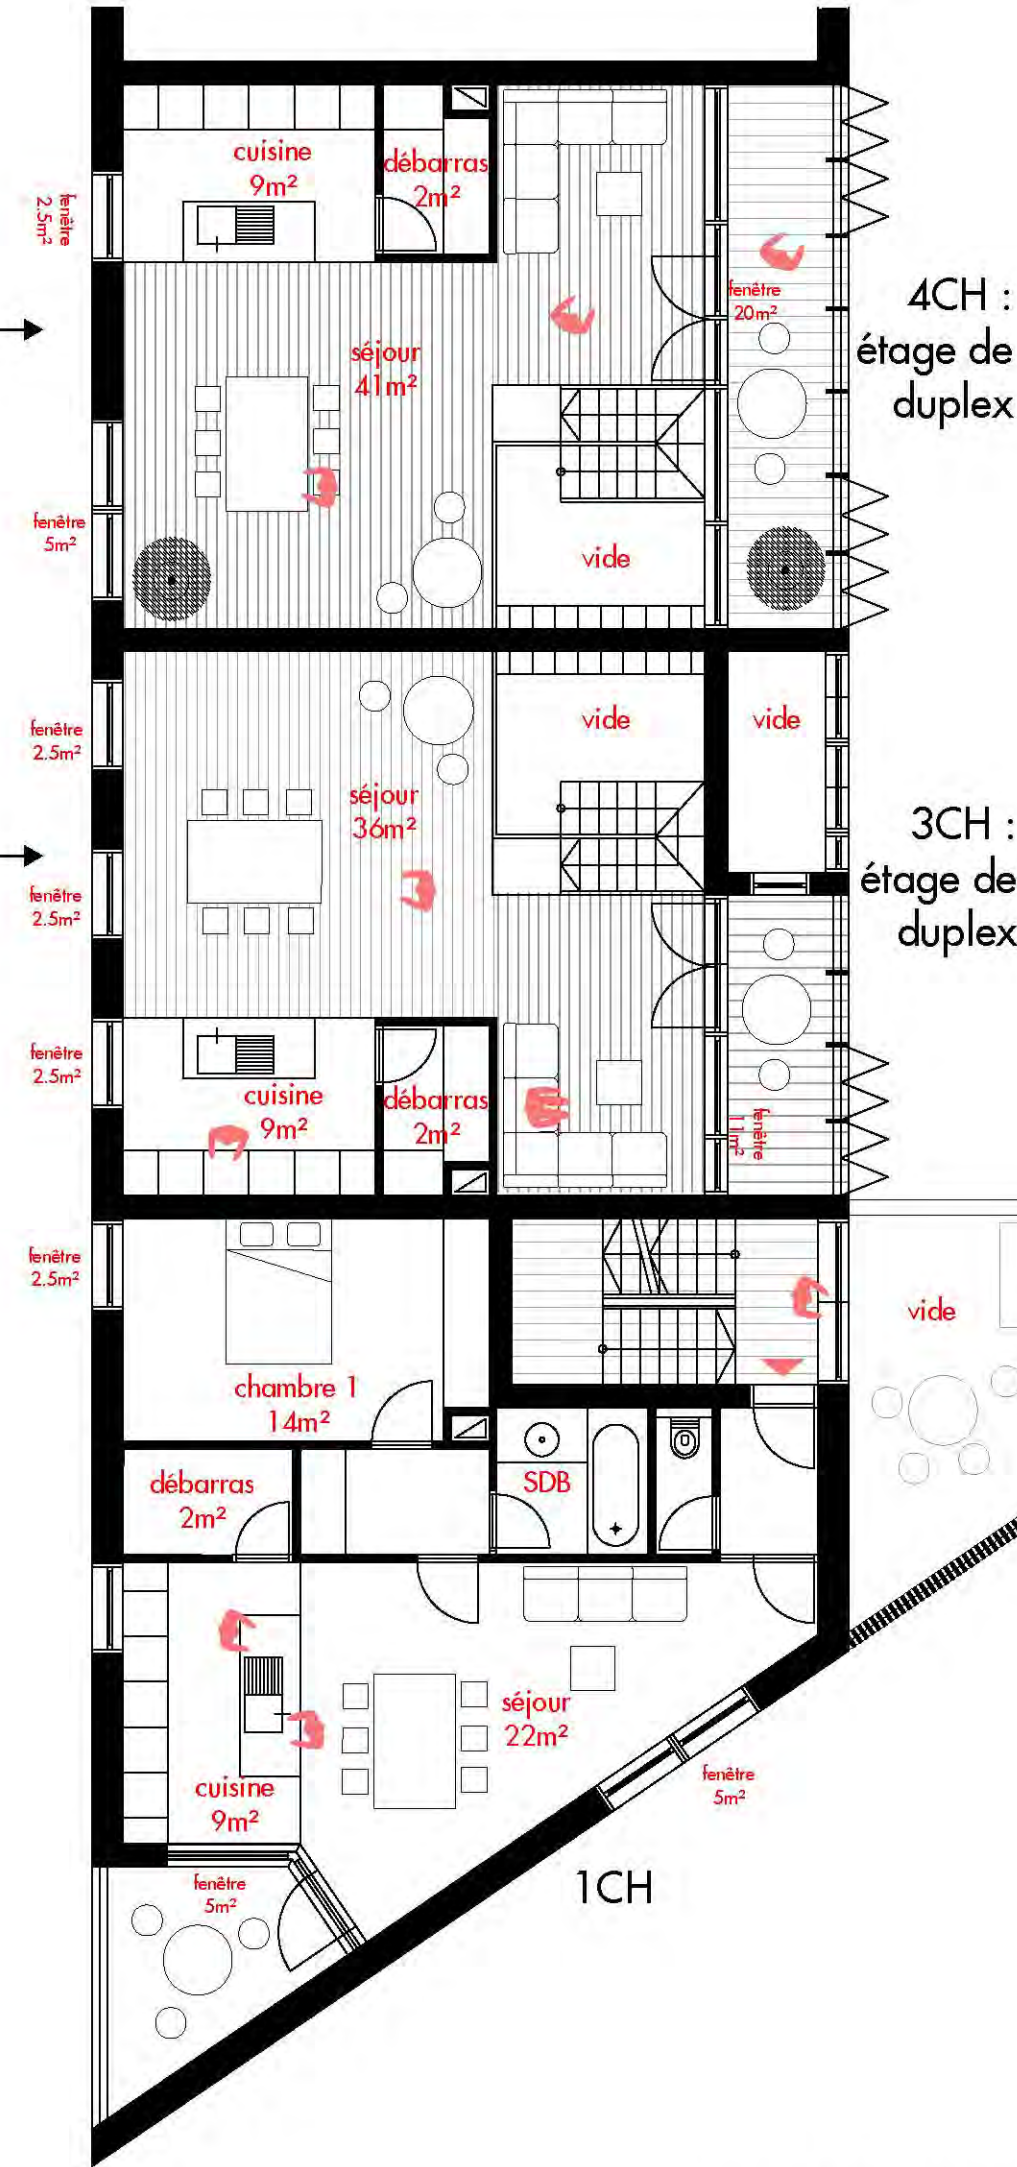 cuisine
9m²
débarras
2m²
fenêtre
2.5m²
fenêtre
20m²
4CH :
étage de
duplex
séjour
41m²
fenêtre
5m²
vide
vide
vide
fenêtre
2.5m²
séjour
36m²
3CH :
étage de
duplex
fenêtre
2.5m²
fenêtre
2.5m²
cuisine
9m²
débarras
2m²
fenêtre
11m²
fenêtre
2.5m²
vide
chambre 1
14m²
débarras
2m²
SDB
séjour
22m²
fenêtre
5m²
cuisine
9m²
fenêtre
5m²
1CH